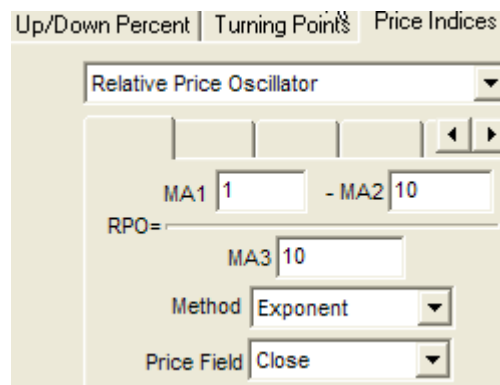 Up/Down Percent Turning Points Price Indices
Relative Price Oscillator
MA1 1 - MA2 10
RPO=
MA3 10
Method Exponent
Price Field Close